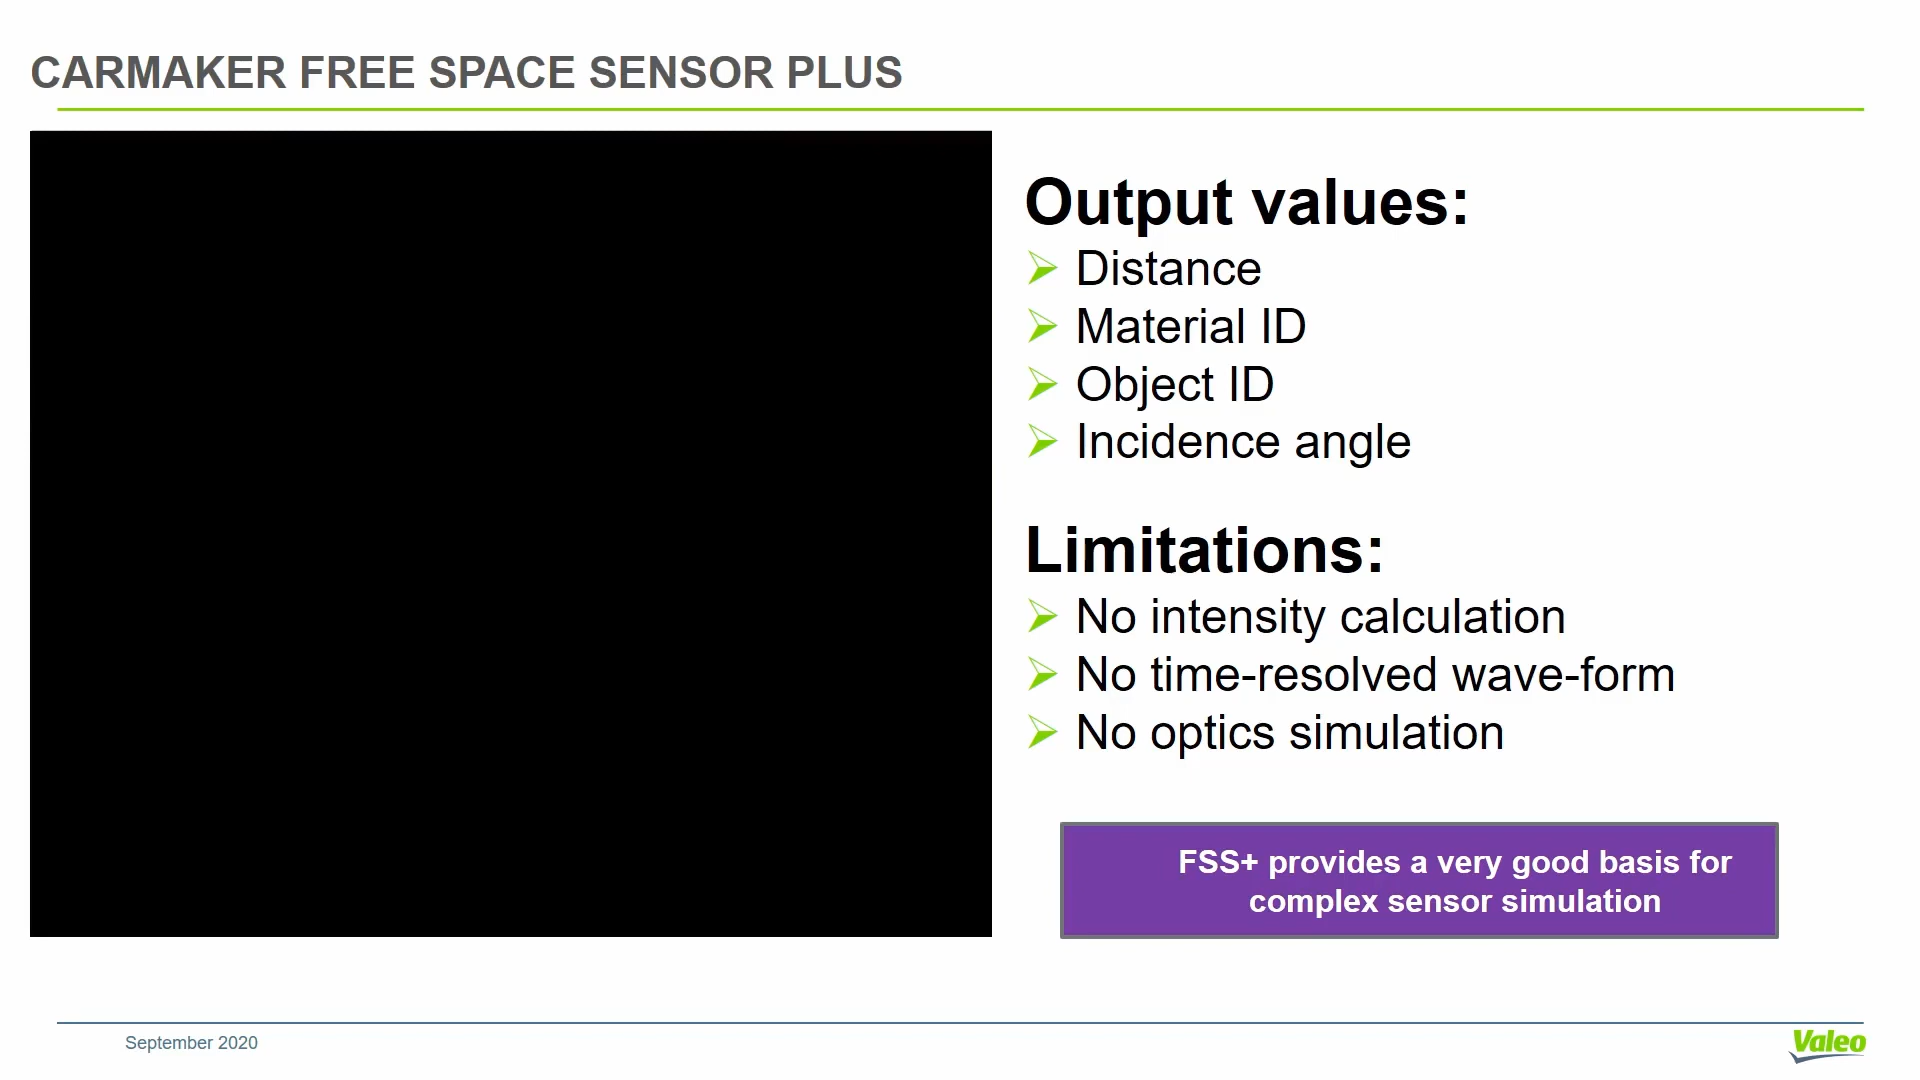 CARMAKER FREE SPACE SENSOR PLUS
Output values:
Distance
Material ID
Object ID
Incidence angle
Limitations:
No intensity calculation
No time-resolved wave-form
No optics simulation
FSS+ provides a very good basis for
complex sensor simulation
September 2020
Valeo